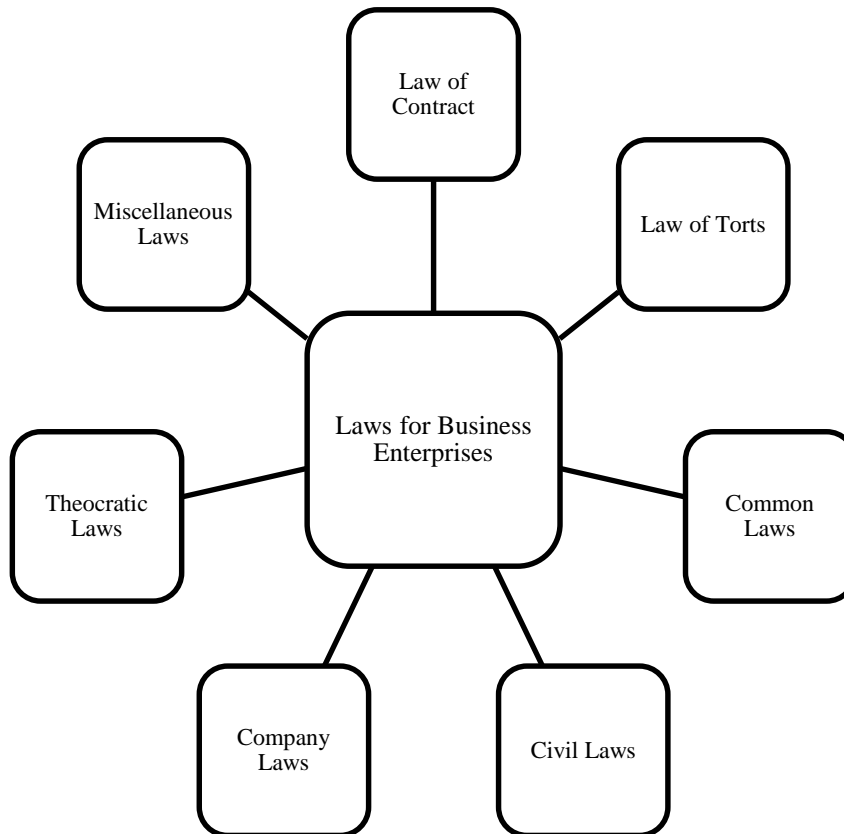 Law of
Contract
Miscellaneous
Laws
Law of Torts
Laws for Business
Enterprises
Theocratic
Laws
Common
Laws
Company
Laws
Civil Laws